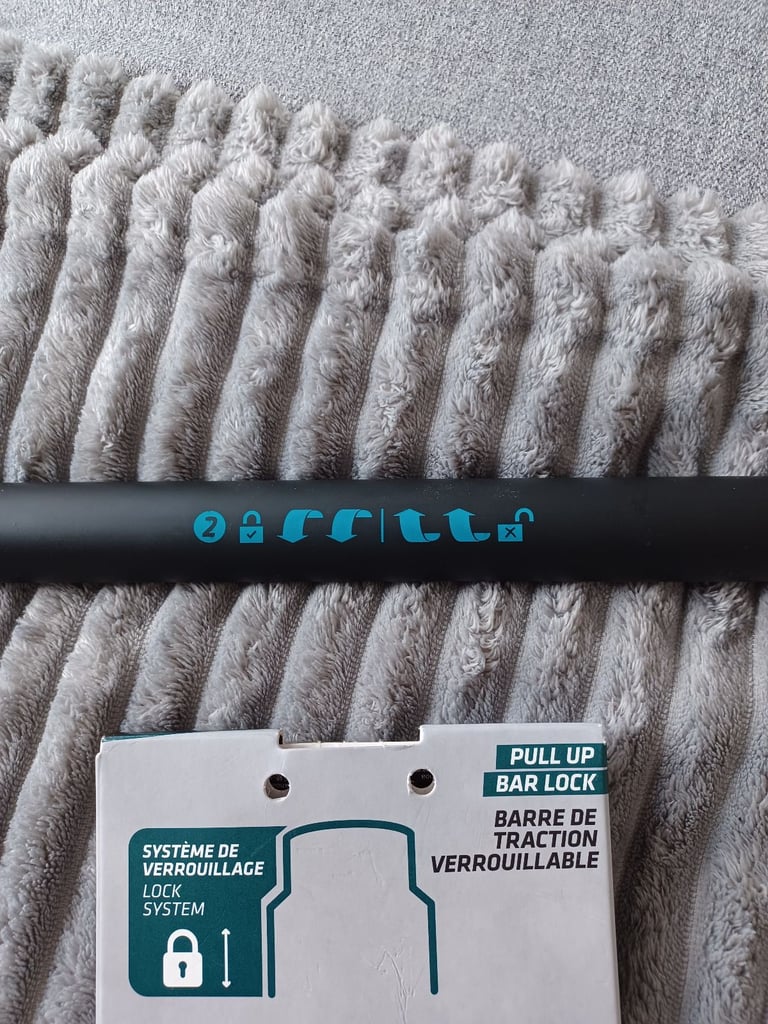 2
PULL UP
BAR LOCK
BARRE DE
TRACTION
VERROUILLABLE
SYSTÈME DE
VERROUILLAGE
LOCK
SYSTEM